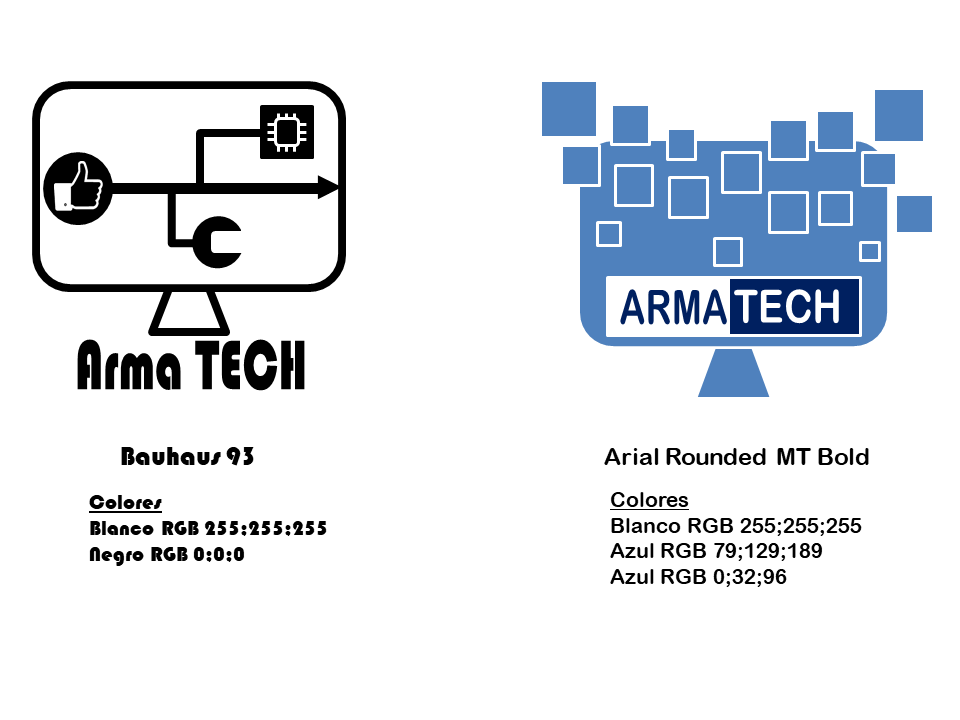 Arma TECH
Bauhaus 93
Colores
Blanco RGB 255;255;255
Negro RGB 0;0;0
ARMATECH
Arial Rounded MT Bold
Colores
Blanco RGB 255;255;255
Azul RGB 79;129;189
Azul RGB 0;32;96